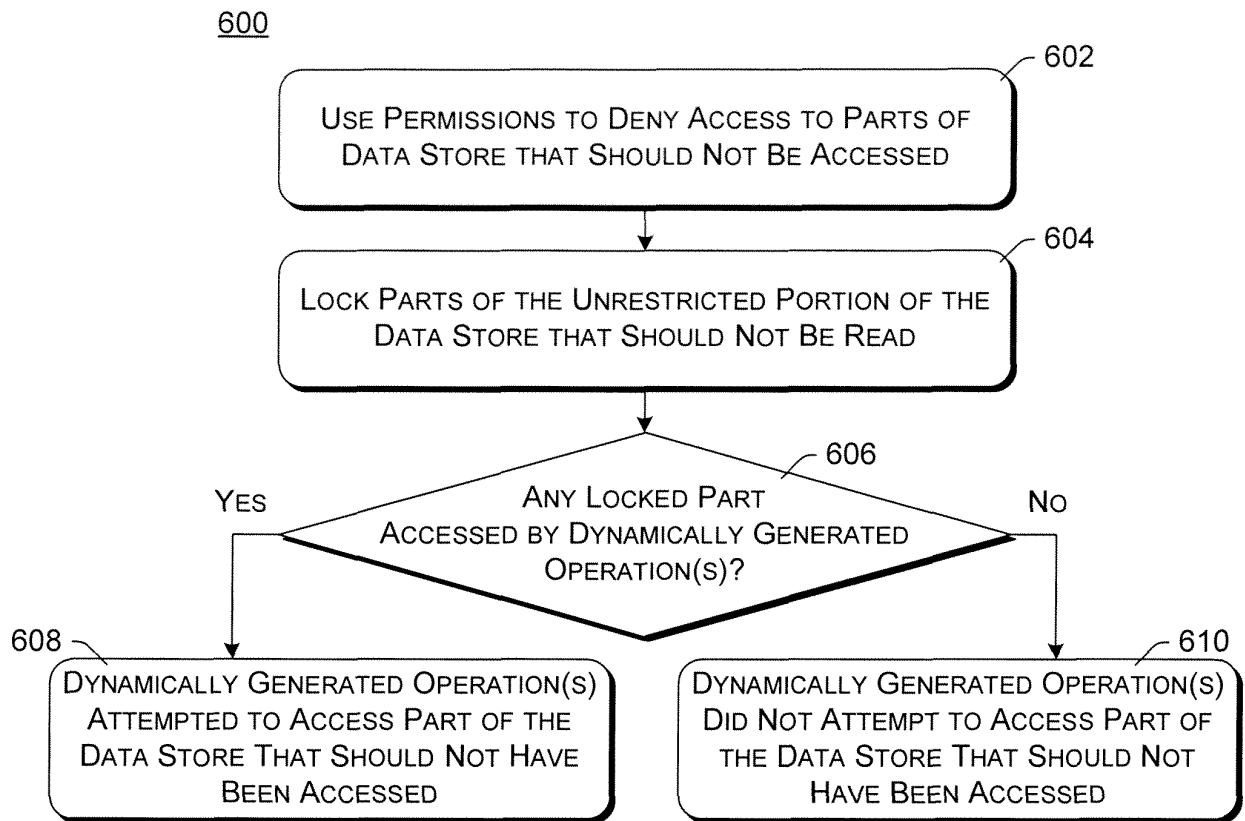 600
602
USE PERMISSIONS TO DENY ACCESS TO PARTS OF
DATA STORE THAT SHOULD NOT BE ACCESSED
604
LOCK PARTS OF THE UNRESTRICTED PORTION OF THE
DATA STORE THAT SHOULD NOT BE READ
606
YES
ANY LOCKED PART
NO
ACCESSED BY DYNAMICALLY GENERATED
OPERATION(S)?
608
DYNAMICALLY GENERATED OPERATION(S)
ATTEMPTED TO ACCESS PART OF THE
DATA STORE THAT SHOULD NOT HAVE
BEEN ACCESSED
610
DYNAMICALLY GENERATED OPERATION(S)
DID NOT ATTEMPT TO ACCESS PART OF
THE DATA STORE THAT SHOULD NOT
HAVE BEEN ACCESSED